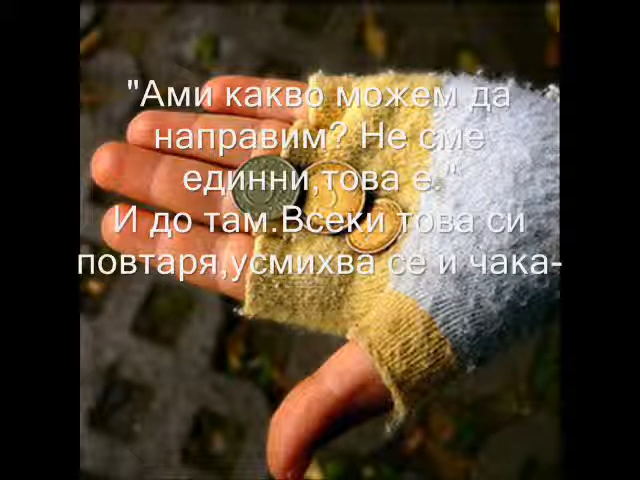 "Ами какво можем да
направим? Не сме
единни,това е."
И до там.Всеки това си
повтаря,усмихва се и чака-